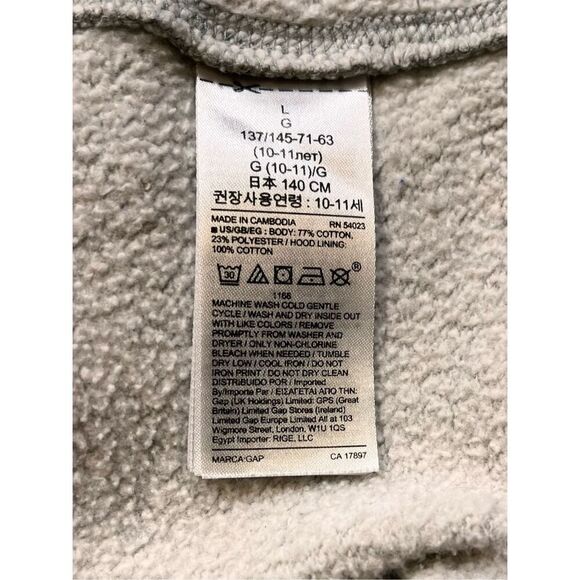 L
G
137/145-71-63
(10-11лет)
G (10-11)/G
日本 140 CM
권장사용연령 : 10-11세
MADE IN CAMBODIA RN 54023
■ US/GB/EG : BODY: 77% COTTON,
23% POLYESTER / HOOD LINING:
100% COTTON
30 ®
1166
MACHINE WASH COLD GENTLE
CYCLE / WASH AND DRY INSIDE OUT
WITH LIKE COLORS / REMOVE
PROMPTLY FROM WASHER AND
DRYER / ONLY NON-CHLORINE
BLEACH WHEN NEEDED / TUMBLE
DRY LOW / COOL IRON / DO NOT
IRON PRINT / DO NOT DRY CLEAN
DISTRIBUIDO POR / Imported
By/Importe Par / ΕΙΣΑΓΕΤΑΙ ΑΠΟ ΤΗΝ:
Gap (UK Holdings) Limited: GPS (Great
Britain) Limited Gap Stores (Ireland)
Limited Gap Europe Limited All at 103
Wigmore Street, London, W1U 1QS
Egypt Importer: RIGE, LLC
MARCA:GAP CA 17897